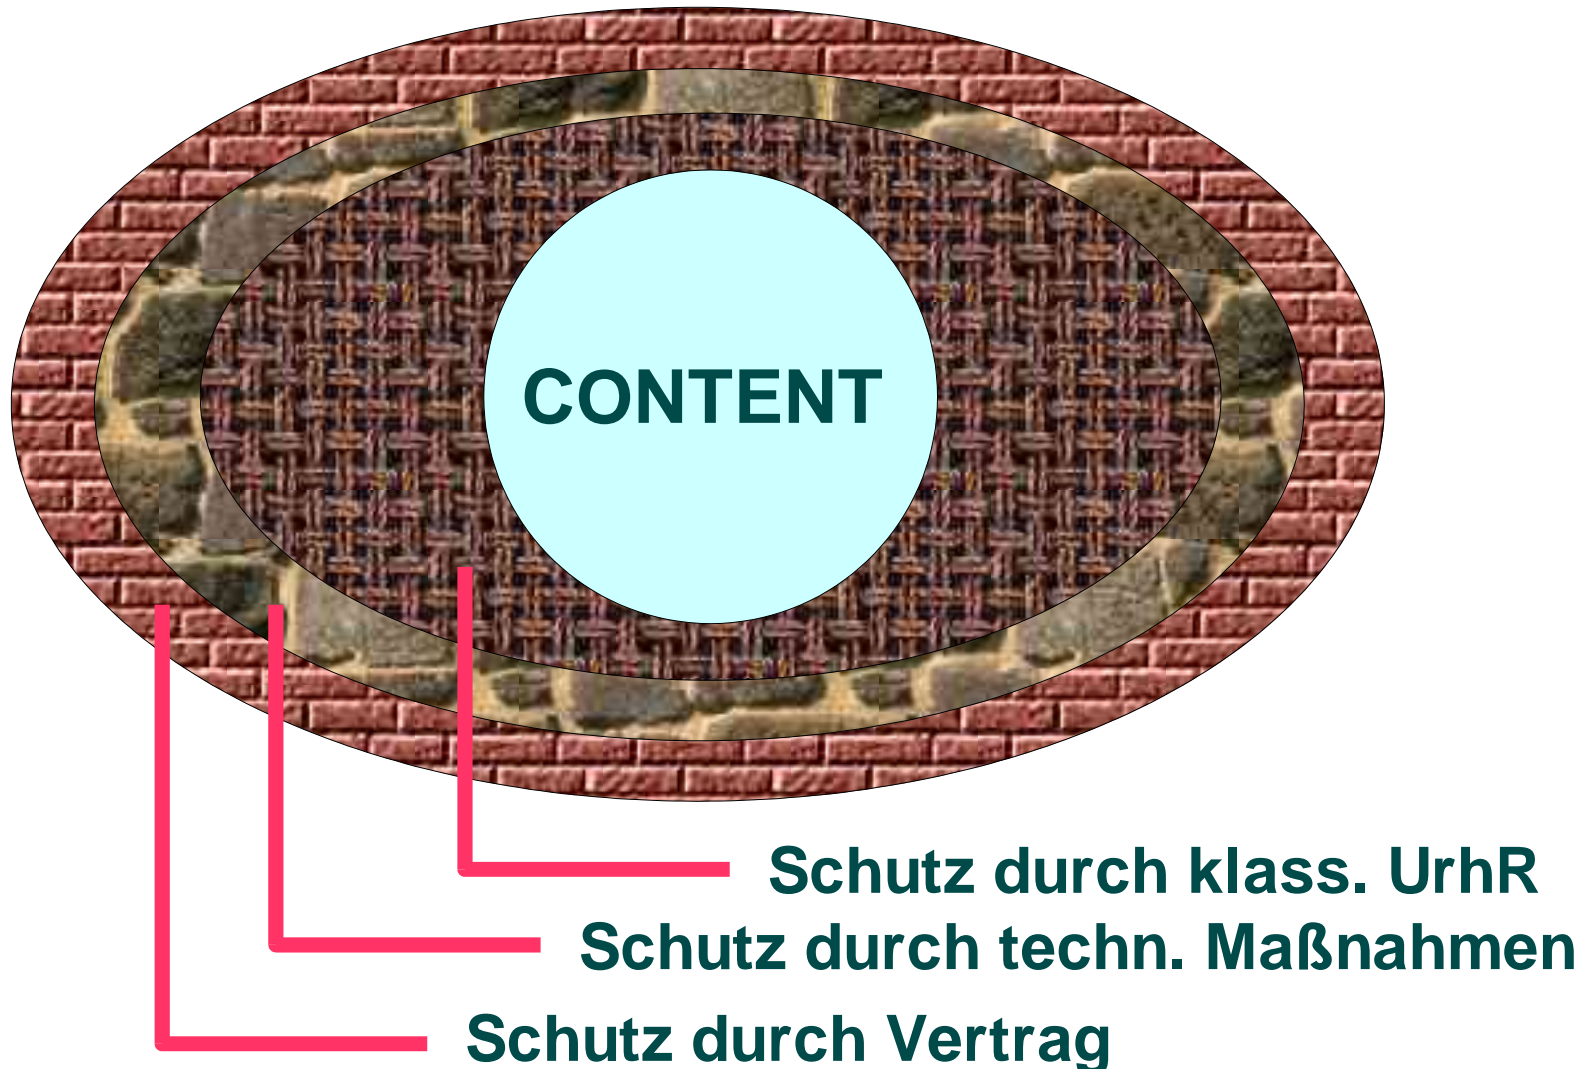 CONTENT
Schutz durch klass. UrhR
Schutz durch techn. Maßnahmen
Schutz durch Vertrag